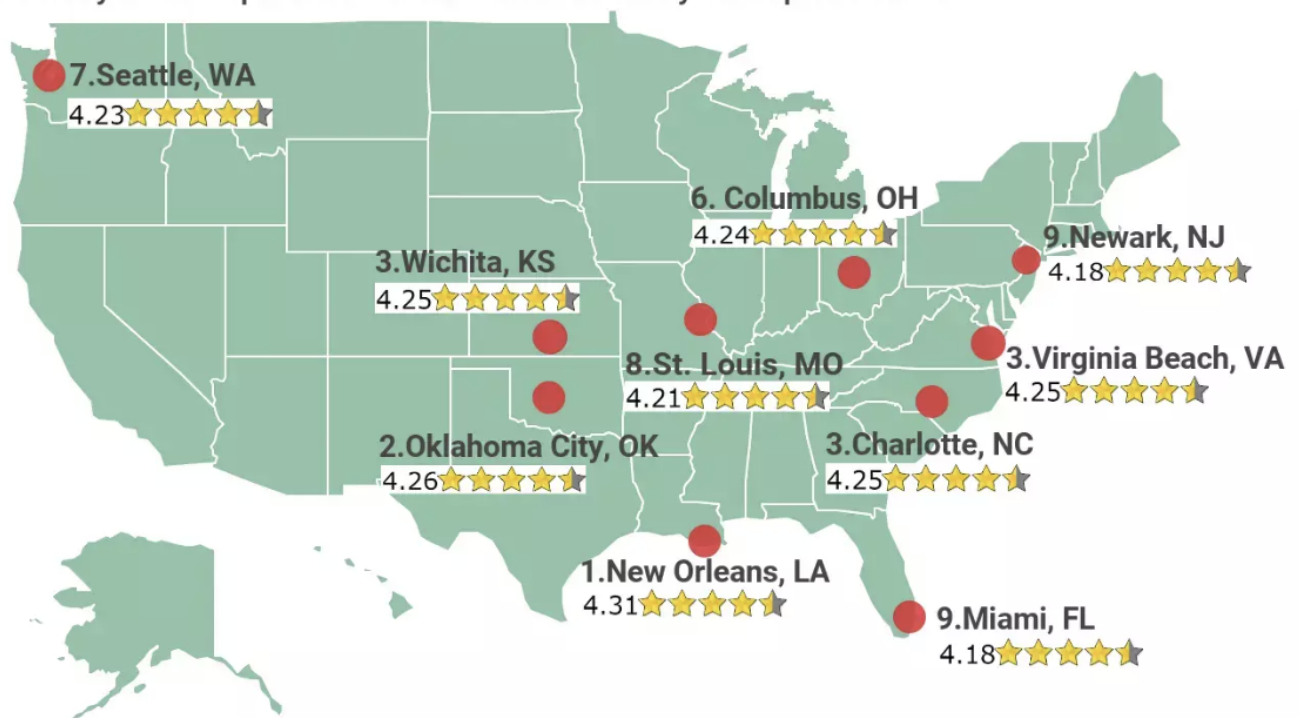 7.Seattle, WA
4.23
6. Columbus, OH
4.24
9.Newark, NJ
4.18
3.Wichita, KS
4.25
8.St. Louis, MO
4.21
3.Virginia Beach, VA
4.25
2.Oklahoma City, OK
4.26
3.Charlotte, NC
4.25
1.New Orleans, LA
4.31
9.Miami, FL
4.18